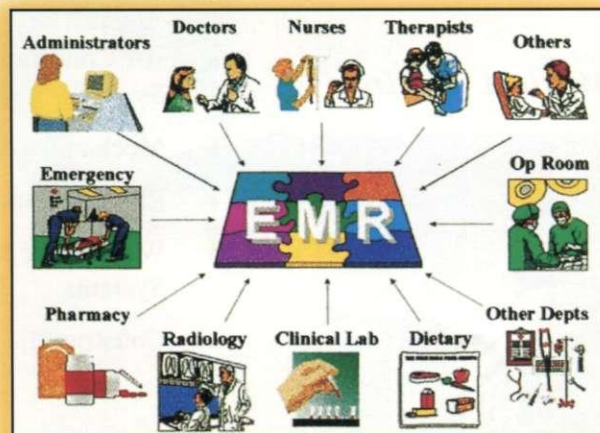 Administrators
Doctors
Nurses
Therapists
Others
Emergency
EMR
Op Room
Pharmacy
Radiology
Clinical Lab
Dietary
Other Depts